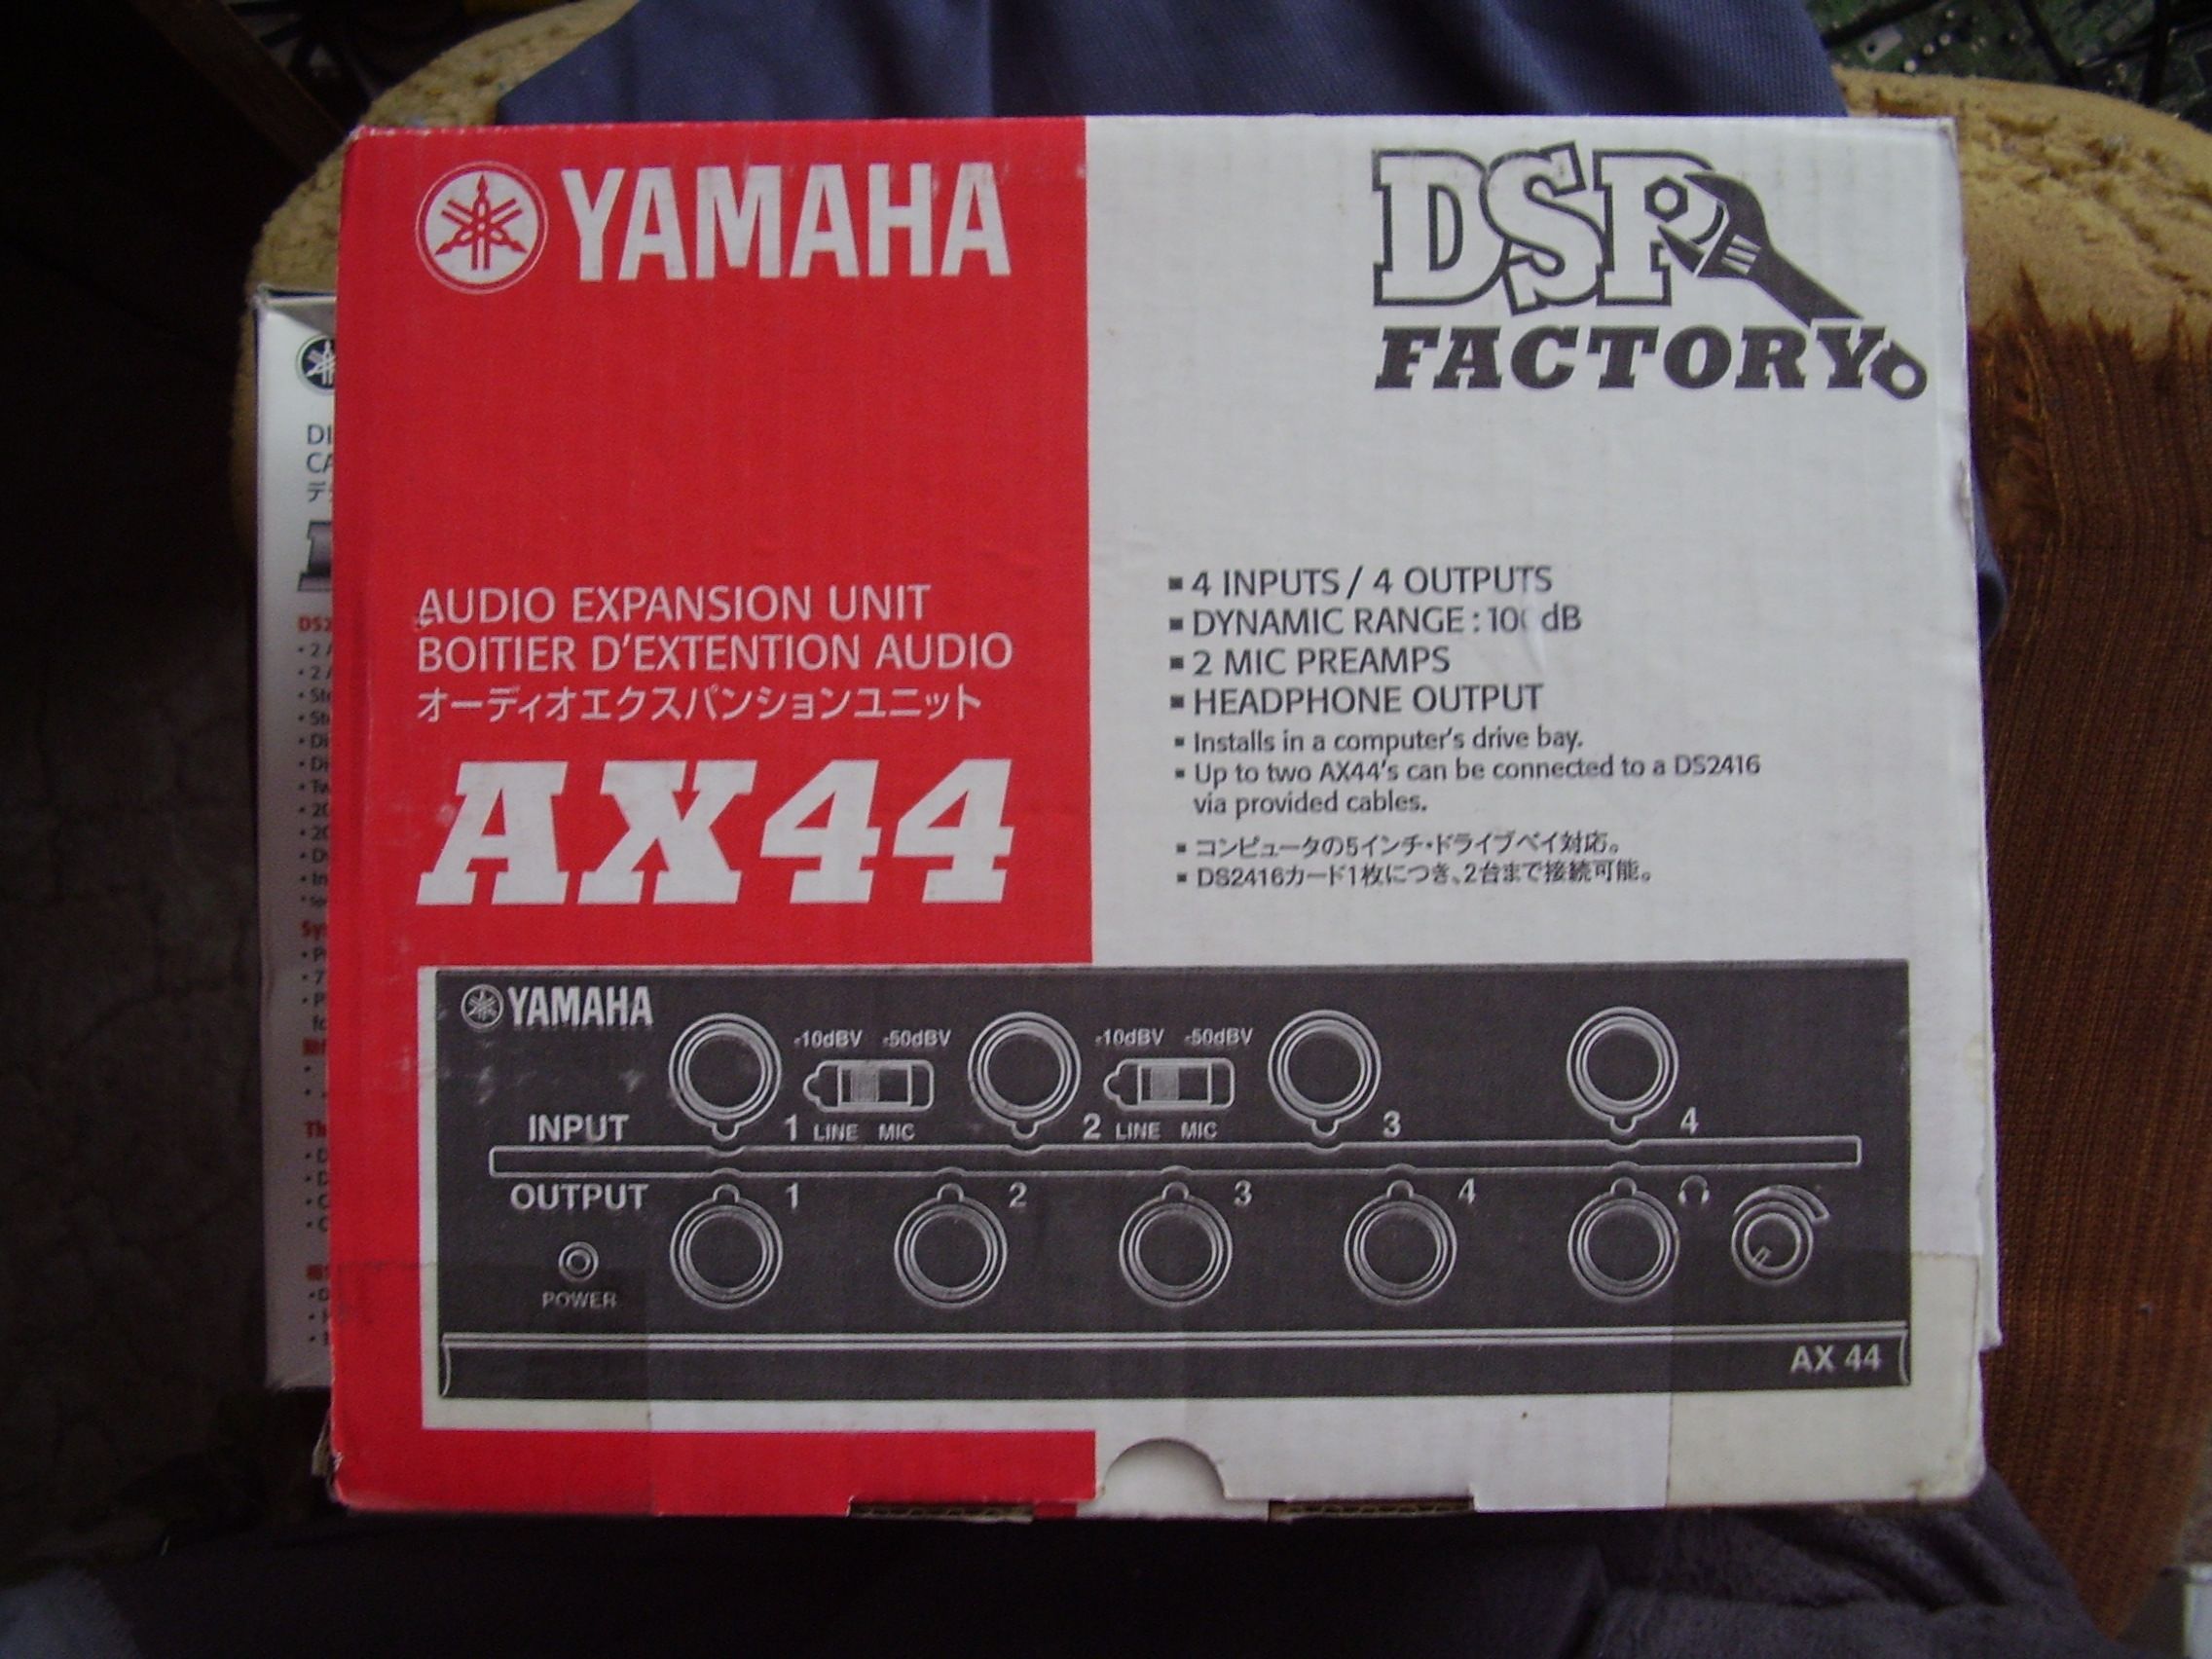 YAMAHA
DSP
FACTORY
AUDIO EXPANSION UNIT
BOITIER D'EXTENTION AUDIO
オーディオエクスパンションユニット
AX44
▪ 4 INPUTS / 4 OUTPUTS
▪ DYNAMIC RANGE : dB
▪ 2 MIC PREAMPS
▪ HEADPHONE OUTPUT
▪ Installs in a computer's drive bay.
▪ Up to two AX44's can be connected to a DS2416
via provided cables.
▪ コンピュータの5インチ・ドライブベイ対応。
▪ DS2416カード1枚につき、2台まで接続可能。
YAMAHA
-10dBV -50dBV -10dBV -50dBV
INPUT 1 LINE MIC 2 LINE MIC 3 4
OUTPUT 1 2 3 4
POWER
AX 44